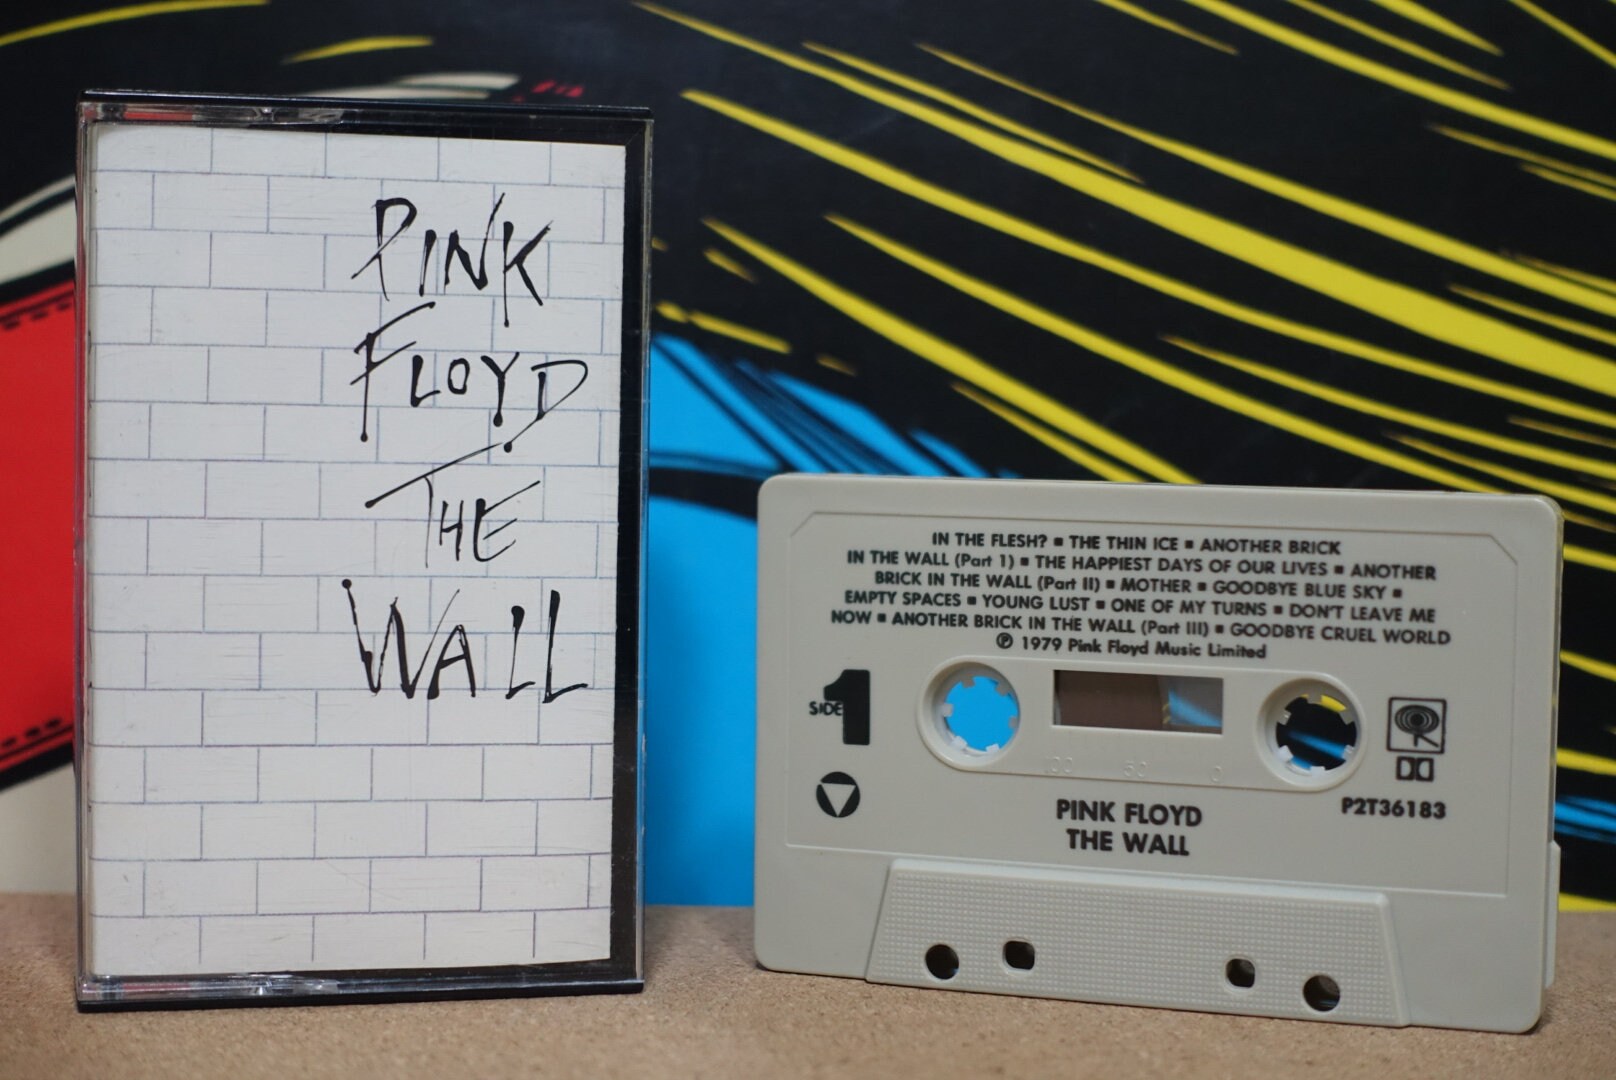 PINK
FLOYD
THE
WALL
IN THE FLESH? ▪ THE THIN ICE ▪ ANOTHER BRICK
IN THE WALL (Part 1) ▪ THE HAPPIEST DAYS OF OUR LIVES ▪ ANOTHER
BRICK IN THE WALL (Part II) ▪ MOTHER ▪ GOODBYE BLUE SKY ▪
EMPTY SPACES ▪ YOUNG LUST ▪ ONE OF MY TURNS ▪ DON'T LEAVE ME
NOW ▪ ANOTHER BRICK IN THE WALL (Part III) ▪ GOODBYE CRUEL WORLD
℗ 1979 Pink Floyd Music Limited
SIDE 1
100 50 0
PINK FLOYD
THE WALL
P2T36183